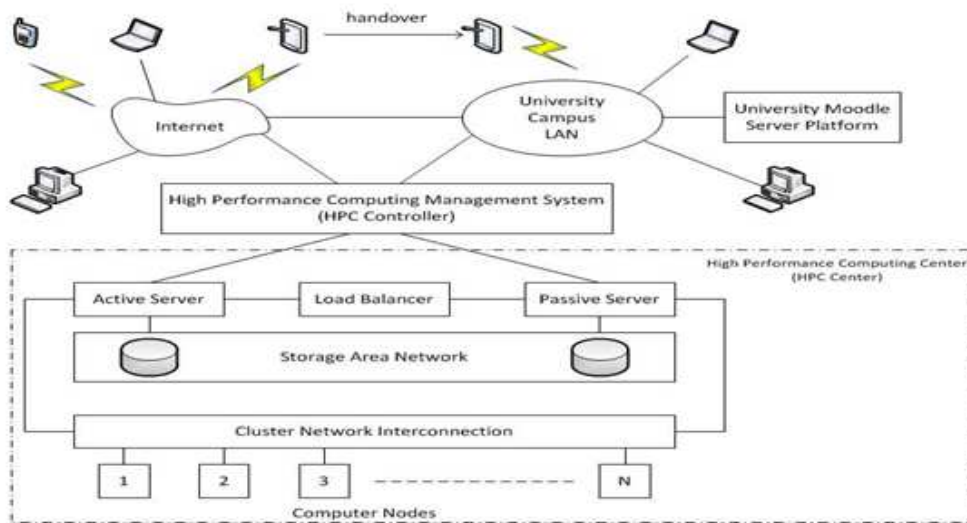 handover
Internet
University
Campus
LAN
University Moodle
Server Platform
High Performance Computing Management System
(HPC Controller)
High Performance Computing Center
(HPC Center)
Active Server
Load Balancer
Passive Server
Storage Area Network
Cluster Network Interconnection
1
2
3
N
Computer Nodes